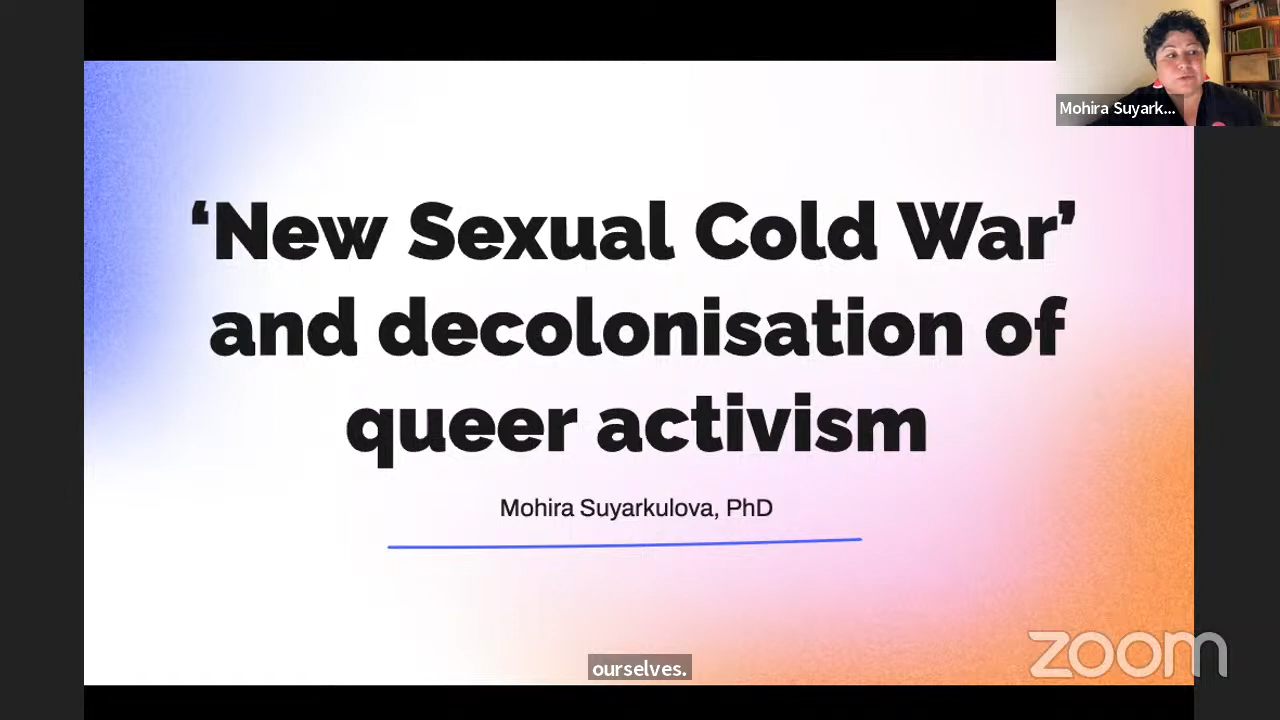 Mohira Suyark...
‘New Sexual Cold War’
and decolonisation of
queer activism
Mohira Suyarkulova, PhD
ourselves.
zoom